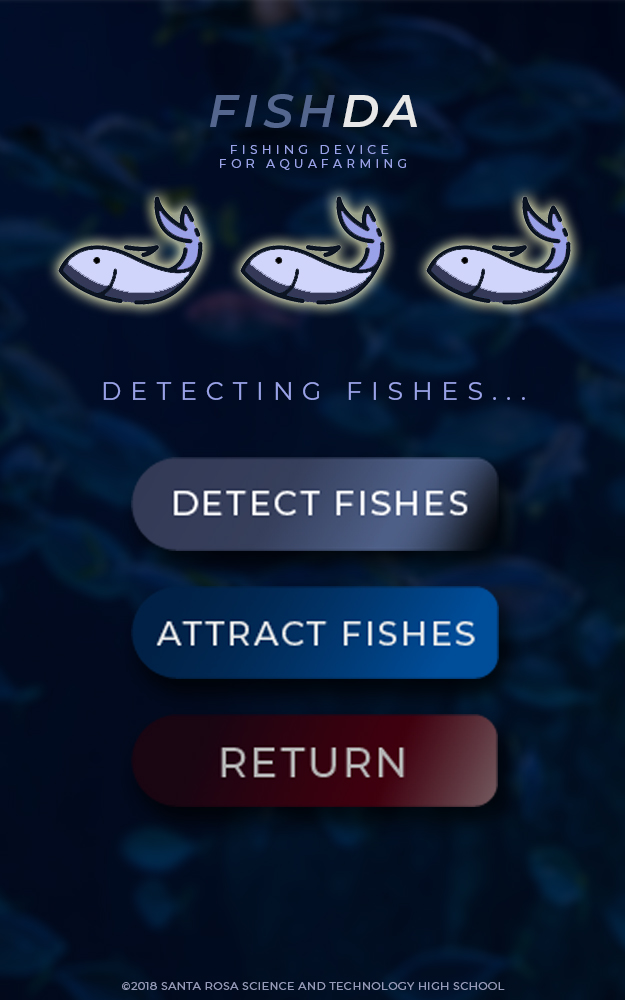 FISHDA
FISHING DEVICE
FOR AQUAFARMING
DETECTING FISHES...
DETECT FISHES
ATTRACT FISHES
RETURN
©2018 SANTA ROSA SCIENCE AND TECHNOLOGY HIGH SCHOOL